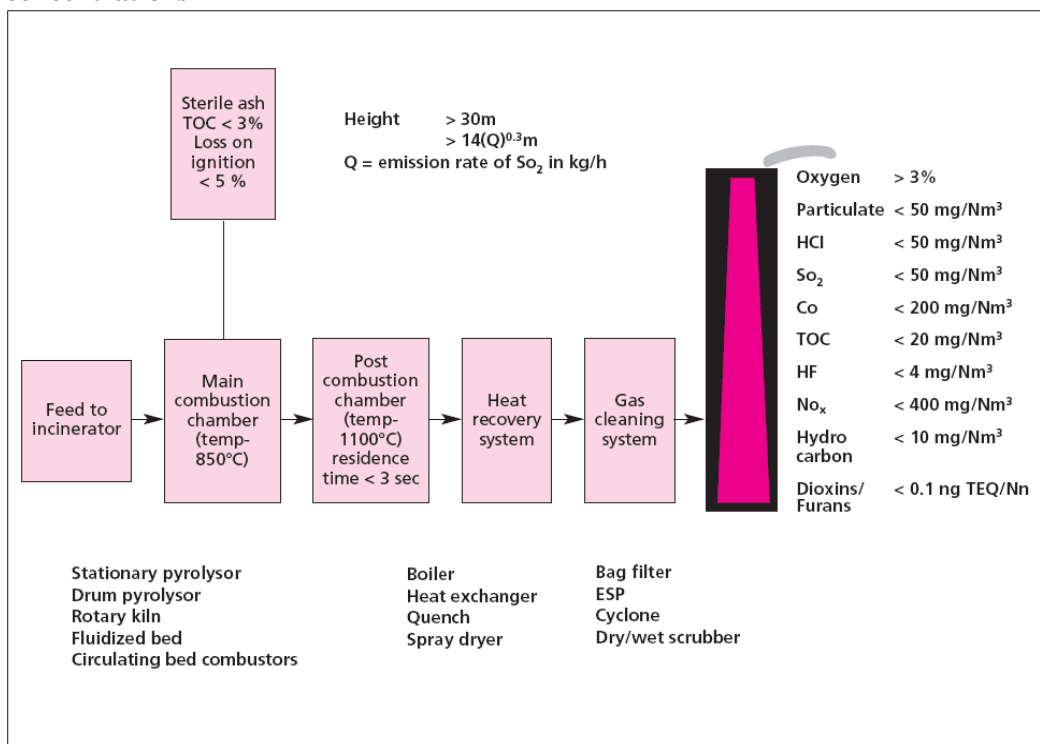 Sterile ash
TOC < 3%
Loss on
ignition
< 5 %
Height > 30m
> 14(Q)⁰·³m
Q = emission rate of So₂ in kg/h
Oxygen > 3%
Particulate < 50 mg/Nm³
HCl < 50 mg/Nm³
So₂ < 50 mg/Nm³
Co < 200 mg/Nm³
TOC < 20 mg/Nm³
HF < 4 mg/Nm³
Noₓ < 400 mg/Nm³
Hydro < 10 mg/Nm³
carbon
Dioxins/ < 0.1 ng TEQ/Nn
Furans
Feed to
incinerator
Main
combustion
chamber
(temp-
850°C)
Post
combustion
chamber
(temp-
1100°C)
residence
time < 3 sec
Heat
recovery
system
Gas
cleaning
system
Stationary pyrolysor
Drum pyrolysor
Rotary kiln
Fluidized bed
Circulating bed combustors
Boiler
Heat exchanger
Quench
Spray dryer
Bag filter
ESP
Cyclone
Dry/wet scrubber